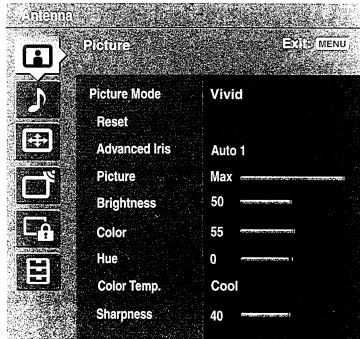 Antenna
Picture Exit: MENU
Picture Mode Vivid
Reset
Advanced Iris Auto 1
Picture Max
Brightness 50
Color 55
Hue 0
Color Temp. Cool
Sharpness 40